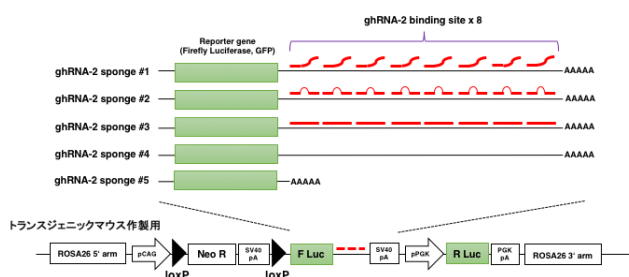 Reporter gene
(Firefly Luciferase, GFP)
ghRNA-2 binding site x 8
ghRNA-2 sponge #1
AAAAA
ghRNA-2 sponge #2
AAAAA
ghRNA-2 sponge #3
AAAAA
ghRNA-2 sponge #4
AAAAA
ghRNA-2 sponge #5
AAAAA
トランスジェニックマウス作製用
ROSA26 5' arm
pCAG
Neo R
SV40
pA
F Luc
SV40
pA
pPGK
R Luc
PGK
pA
ROSA26 3' arm
loxP
loxP